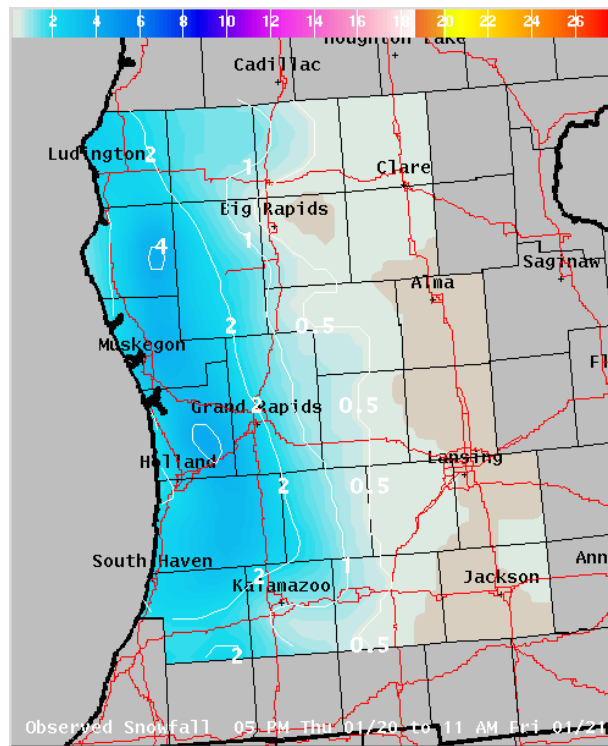 2 4 6 8 10 12 14 16 18 20 22 24 26
Houghton Lake
Cadillac
Ludington
2
1
Clare
Big Rapids
1
4
Saginaw
Alma
2
0.5
Muskegon
Fl
2
0.5
Grand Rapids
Holland
Lansing
2
0.5
South Haven
1
Ann
2
Kalamazoo
Jackson
0.5
2
Observed Snowfall 05 PM Thu 01/20 to 11 AM Fri 01/21